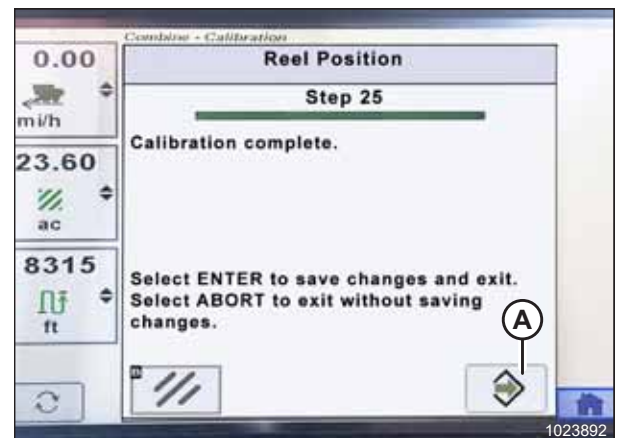 Combine - Calibration
0.00
mi/h
23.60
ac
8315
ft
Reel Position
Step 25
Calibration complete.
Select ENTER to save changes and exit.
Select ABORT to exit without saving
changes.
A
1023892